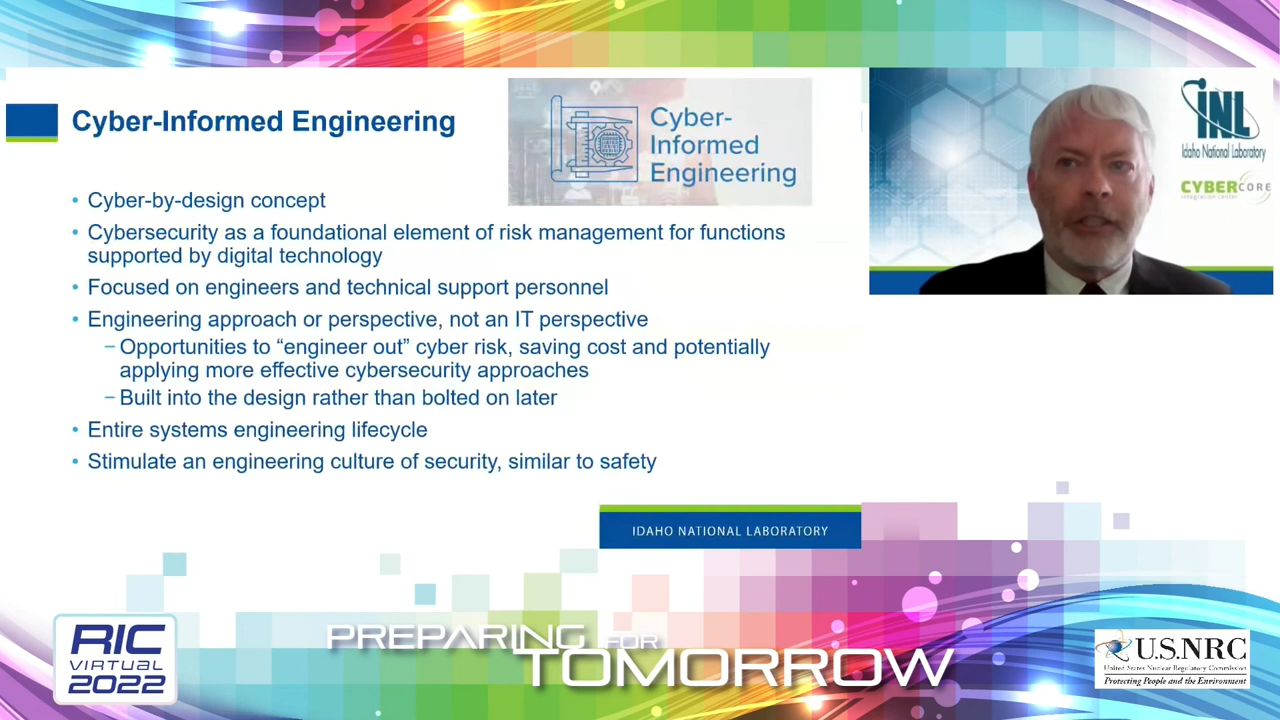 Cyber-Informed Engineering
Cyber-
Informed
Engineering
• Cyber-by-design concept
• Cybersecurity as a foundational element of risk management for functions
supported by digital technology
• Focused on engineers and technical support personnel
• Engineering approach or perspective, not an IT perspective
– Opportunities to “engineer out” cyber risk, saving cost and potentially
applying more effective cybersecurity approaches
– Built into the design rather than bolted on later
• Entire systems engineering lifecycle
• Stimulate an engineering culture of security, similar to safety
IDAHO NATIONAL LABORATORY
INL
Idaho National Laboratory
CYBERCORE
integration center
RIC
VIRTUAL
2022
PREPARING FOR
TOMORROW
U.S.NRC
United States Nuclear Regulatory Commission
Protecting People and the Environment